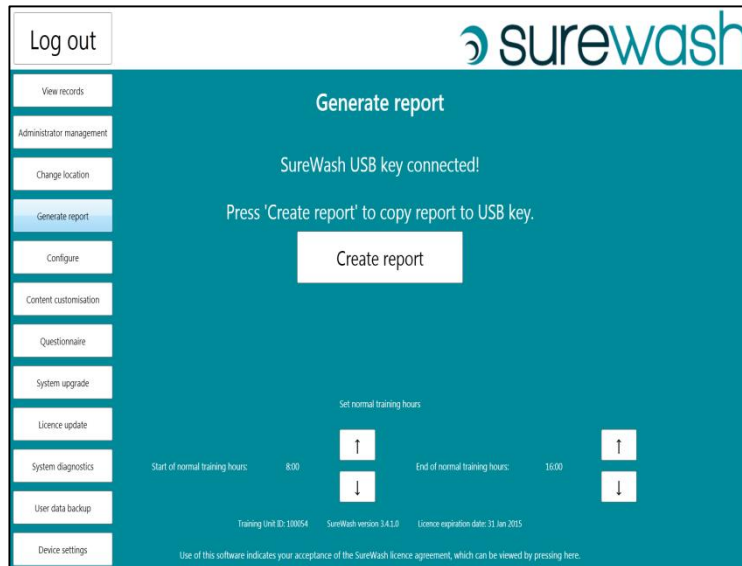 Log out
surewash
View records
Administrator management
Change location
Generate report
Configure
Content customisation
Questionnaire
System upgrade
Licence update
System diagnostics
User data backup
Device settings
Generate report
SureWash USB key connected!
Press 'Create report' to copy report to USB key.
Create report
Set normal training hours
↑ ↑
Start of normal training hours: 8:00 End of normal training hours: 16:00
↓ ↓
Training Unit ID: 100054 SureWash version 3.4.1.0 Licence expiration date: 31 Jan 2015
Use of this software indicates your acceptance of the SureWash licence agreement, which can be viewed by pressing here.